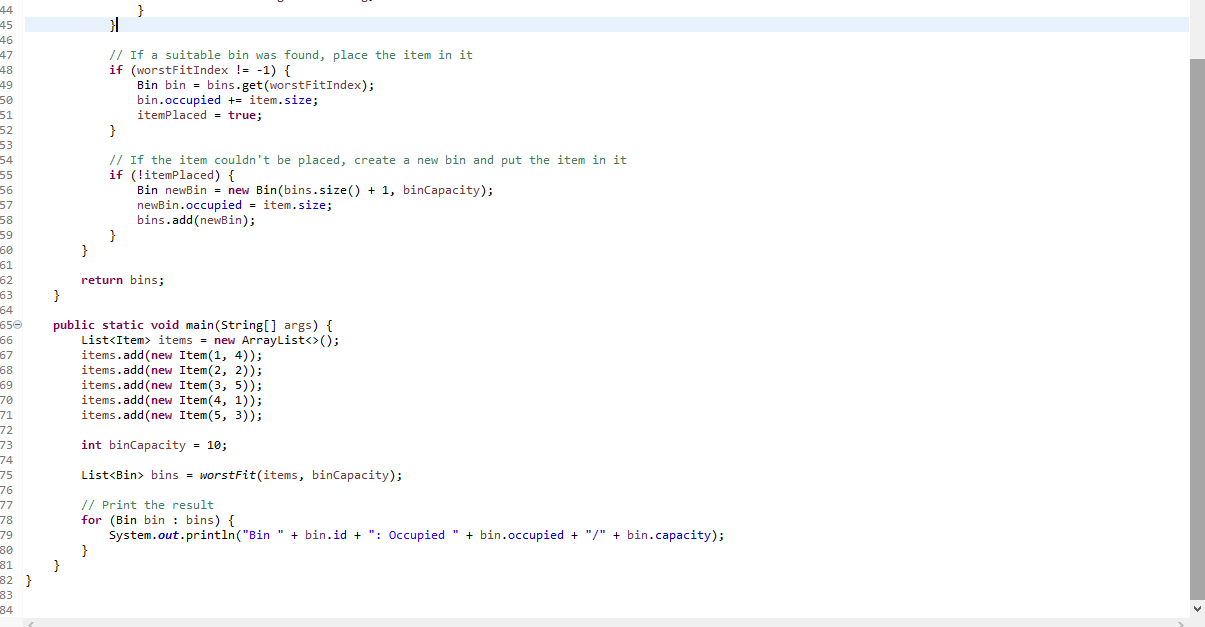 44                 }
45             }
46
47             // If a suitable bin was found, place the item in it
48             if (worstFitIndex != -1) {
49                 Bin bin = bins.get(worstFitIndex);
50                 bin.occupied += item.size;
51                 itemPlaced = true;
52             }
53
54             // If the item couldn't be placed, create a new bin and put the item in it
55             if (!itemPlaced) {
56                 Bin newBin = new Bin(bins.size() + 1, binCapacity);
57                 newBin.occupied = item.size;
58                 bins.add(newBin);
59             }
60         }
61
62         return bins;
63     }
64
65     public static void main(String[] args) {
66         List<Item> items = new ArrayList<>();
67         items.add(new Item(1, 4));
68         items.add(new Item(2, 2));
69         items.add(new Item(3, 5));
70         items.add(new Item(4, 1));
71         items.add(new Item(5, 3));
72
73         int binCapacity = 10;
74
75         List<Bin> bins = worstFit(items, binCapacity);
76
77         // Print the result
78         for (Bin bin : bins) {
79             System.out.println("Bin " + bin.id + ": Occupied " + bin.occupied + "/" + bin.capacity);
80         }
81     }
82 }
83
84